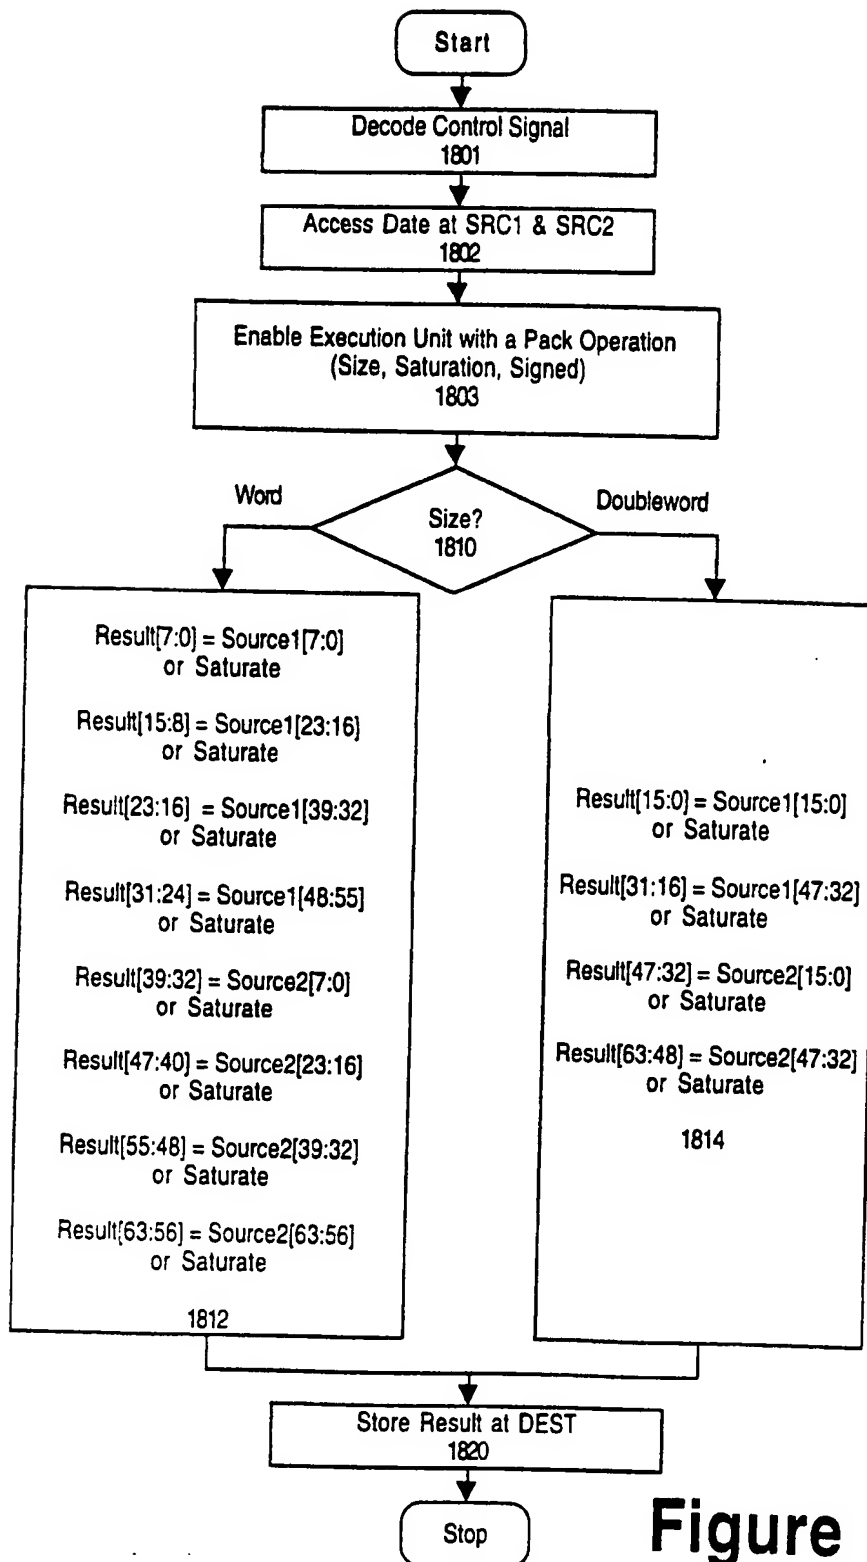 Start
Decode Control Signal
1801
Access Date at SRC1 & SRC2
1802
Enable Execution Unit with a Pack Operation
(Size, Saturation, Signed)
1803
Word
Size?
1810
Doubleword
Result[7:0] = Source1[7:0]
or Saturate
Result[15:8] = Source1[23:16]
or Saturate
Result[23:16] = Source1[39:32]
or Saturate
Result[31:24] = Source1[48:55]
or Saturate
Result[39:32] = Source2[7:0]
or Saturate
Result[47:40] = Source2[23:16]
or Saturate
Result[55:48] = Source2[39:32]
or Saturate
Result[63:56] = Source2[63:56]
or Saturate
1812
Result[15:0] = Source1[15:0]
or Saturate
Result[31:16] = Source1[47:32]
or Saturate
Result[47:32] = Source2[15:0]
or Saturate
Result[63:48] = Source2[47:32]
or Saturate
1814
Store Result at DEST
1820
Stop
Figure